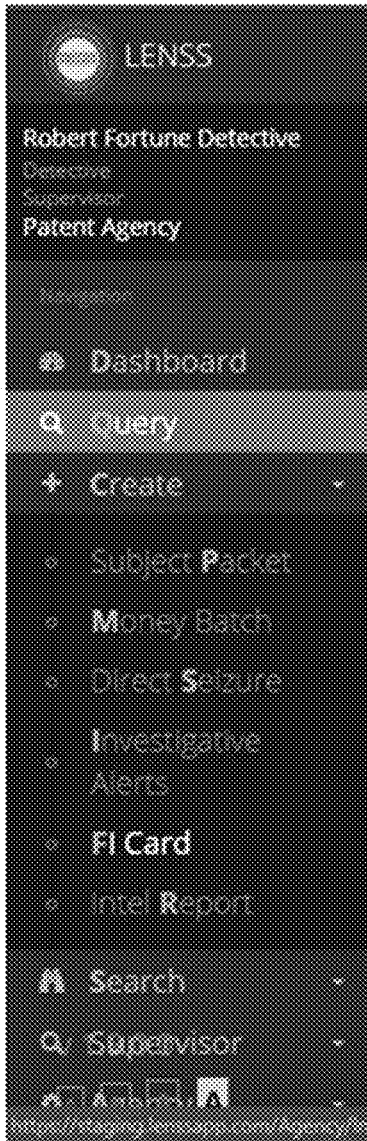 LENSS
Robert Fortune Detective
Detective
Supervisor
Patent Agency
Navigation
Dashboard
Query
Create
Subject Packet
Money Batch
Direct Seizure
Investigative
Alerts
FI Card
Intel Report
Search
Supervisor